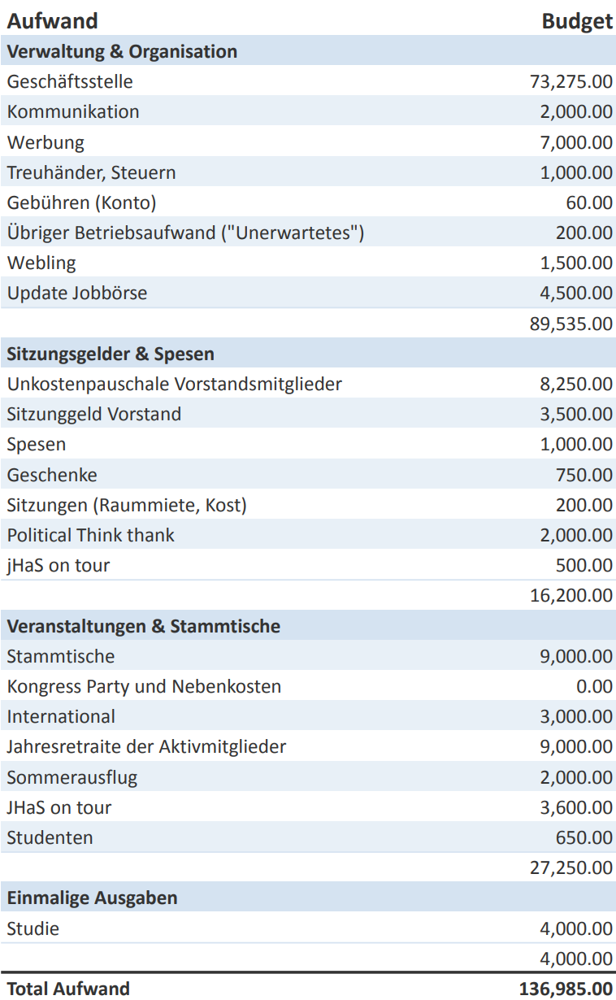 Aufwand Budget
Verwaltung & Organisation
Geschäftsstelle 73,275.00
Kommunikation 2,000.00
Werbung 7,000.00
Treuhänder, Steuern 1,000.00
Gebühren (Konto) 60.00
Übriger Betriebsaufwand ("Unerwartetes") 200.00
Webling 1,500.00
Update Jobbörse 4,500.00
89,535.00
Sitzungsgelder & Spesen
Unkostenpauschale Vorstandsmitglieder 8,250.00
Sitzunggeld Vorstand 3,500.00
Spesen 1,000.00
Geschenke 750.00
Sitzungen (Raummiete, Kost) 200.00
Political Think thank 2,000.00
jHaS on tour 500.00
16,200.00
Veranstaltungen & Stammtische
Stammtische 9,000.00
Kongress Party und Nebenkosten 0.00
International 3,000.00
Jahresretraite der Aktivmitglieder 9,000.00
Sommerausflug 2,000.00
JHaS on tour 3,600.00
Studenten 650.00
27,250.00
Einmalige Ausgaben
Studie 4,000.00
4,000.00
Total Aufwand 136,985.00